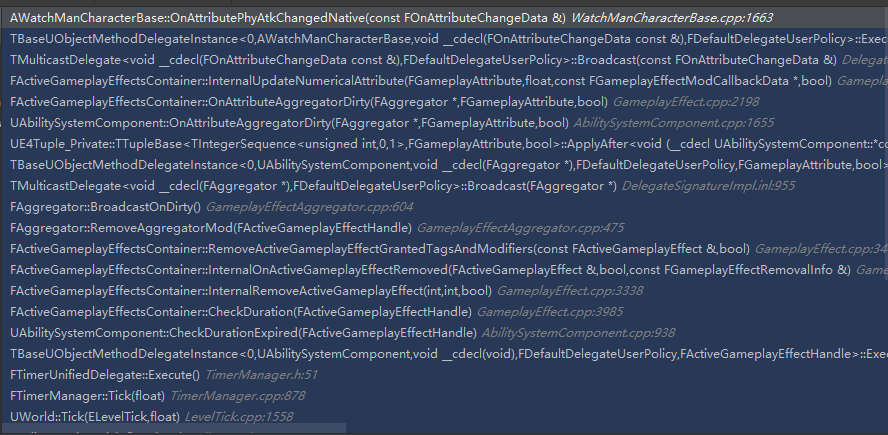 AWatchManCharacterBase::OnAttributePhyAtkChangedNative(const FOnAttributeChangeData &) WatchManCharacterBase.cpp:1663
TBaseUObjectMethodDelegateInstance<0,AWatchManCharacterBase,void __cdecl(FOnAttributeChangeData const &),FDefaultDelegateUserPolicy>::Exec
TMulticastDelegate<void __cdecl(FOnAttributeChangeData const &),FDefaultDelegateUserPolicy>::Broadcast(const FOnAttributeChangeData &) Delega
FActiveGameplayEffectsContainer::InternalUpdateNumericalAttribute(FGameplayAttribute,float,const FGameplayEffectModCallbackData *,bool) Gamepla
FActiveGameplayEffectsContainer::OnAttributeAggregatorDirty(FAggregator *,FGameplayAttribute,bool) GameplayEffect.cpp:2198
UAbilitySystemComponent::OnAttributeAggregatorDirty(FAggregator *,FGameplayAttribute,bool) AbilitySystemComponent.cpp:1655
UE4Tuple_Private::TTupleBase<TIntegerSequence<unsigned int,0,1>,FGameplayAttribute,bool>::ApplyAfter<void (__cdecl UAbilitySystemComponent::*co
TBaseUObjectMethodDelegateInstance<0,UAbilitySystemComponent,void __cdecl(FAggregator *),FDefaultDelegateUserPolicy,FGameplayAttribute,bool>
TMulticastDelegate<void __cdecl(FAggregator *),FDefaultDelegateUserPolicy>::Broadcast(FAggregator *) DelegateSignatureImpl.inl:955
FAggregator::BroadcastOnDirty() GameplayEffectAggregator.cpp:604
FAggregator::RemoveAggregatorMod(FActiveGameplayEffectHandle) GameplayEffectAggregator.cpp:475
FActiveGameplayEffectsContainer::RemoveActiveGameplayEffectGrantedTagsAndModifiers(const FActiveGameplayEffect &,bool) GameplayEffect.cpp:34
FActiveGameplayEffectsContainer::InternalOnActiveGameplayEffectRemoved(FActiveGameplayEffect &,bool,const FGameplayEffectRemovalInfo &) Game
FActiveGameplayEffectsContainer::InternalRemoveActiveGameplayEffect(int,int,bool) GameplayEffect.cpp:3338
FActiveGameplayEffectsContainer::CheckDuration(FActiveGameplayEffectHandle) GameplayEffect.cpp:3985
UAbilitySystemComponent::CheckDurationExpired(FActiveGameplayEffectHandle) AbilitySystemComponent.cpp:938
TBaseUObjectMethodDelegateInstance<0,UAbilitySystemComponent,void __cdecl(void),FDefaultDelegateUserPolicy,FActiveGameplayEffectHandle>::Exec
FTimerUnifiedDelegate::Execute() TimerManager.h:51
FTimerManager::Tick(float) TimerManager.cpp:878
UWorld::Tick(ELevelTick,float) LevelTick.cpp:1558